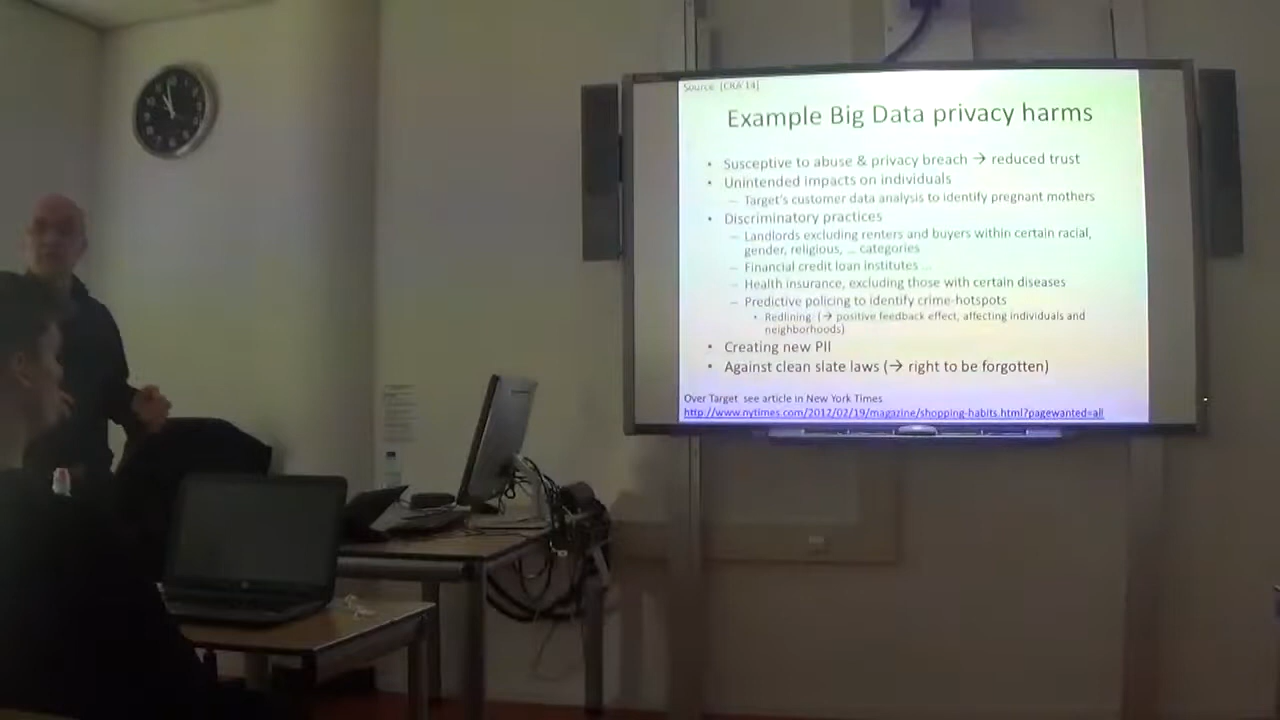 Source [CRA'14]
Example Big Data privacy harms
• Susceptive to abuse & privacy breach → reduced trust
• Unintended impacts on individuals
– Target's customer data analysis to identify pregnant mothers
• Discriminatory practices
– Landlords excluding renters and buyers within certain racial,
gender, religious, ... categories
– Financial credit loan institutes ...
– Health insurance, excluding those with certain diseases
– Predictive policing to identify crime-hotspots
• Redlining (→ positive feedback effect, affecting individuals and
neighborhoods)
• Creating new PII
• Against clean slate laws (→ right to be forgotten)
Over Target see article in New York Times
http://www.nytimes.com/2012/02/19/magazine/shopping-habits.html?pagewanted=all